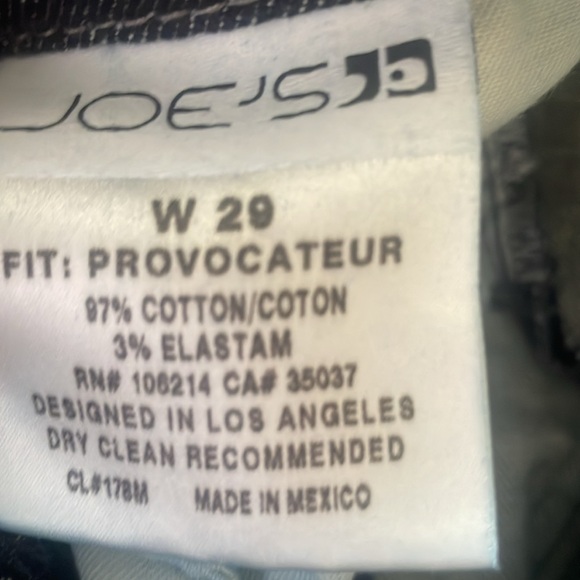 JOE'S
W 29
FIT: PROVOCATEUR
97% COTTON/COTON
3% ELASTAM
RN# 106214 CA# 35037
DESIGNED IN LOS ANGELES
DRY CLEAN RECOMMENDED
CL#178M MADE IN MEXICO